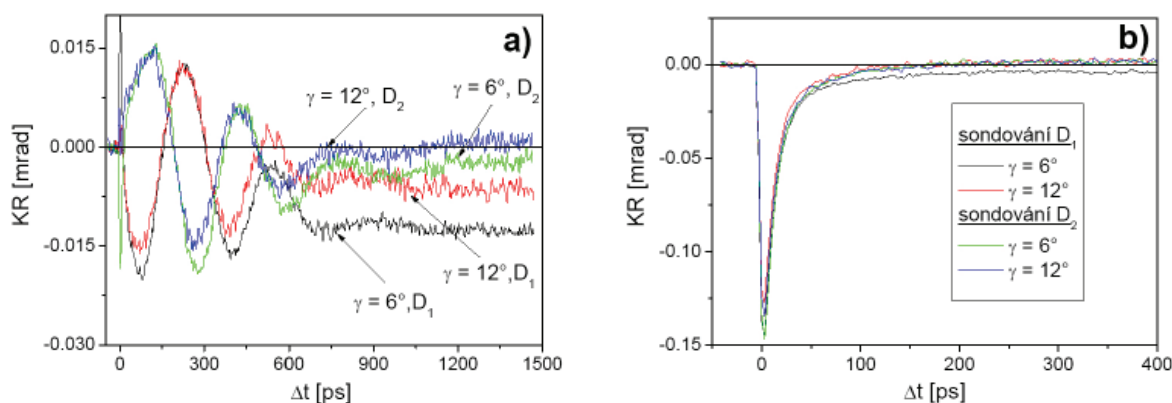 a)
KR [mrad]
0.015
0.000
-0.015
-0.030
γ = 12°, D₂
γ = 6°, D₂
γ = 12°,D₁
γ = 6°,D₁
0 300 600 900 1200 1500
Δt [ps]
b)
KR [mrad]
0.00
-0.05
-0.10
-0.15
sondování D₁
γ = 6°
γ = 12°
sondování D₂
γ = 6°
γ = 12°
0 100 200 300 400
Δt [ps]